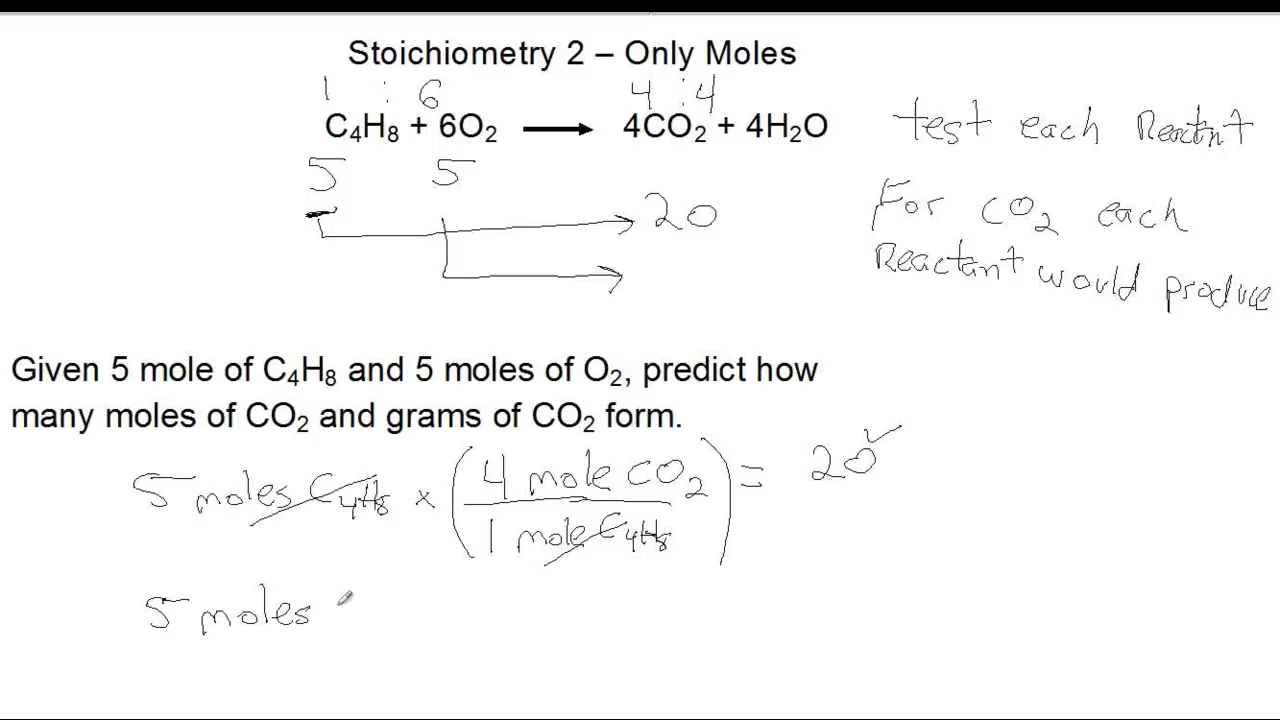 Stoichiometry 2 – Only Moles
1 : 6 4 : 4
C₄H₈ + 6O₂ → 4CO₂ + 4H₂O
5 5
20
test each Reactant
For CO₂ each
Reactant would produce
Given 5 mole of C₄H₈ and 5 moles of O₂, predict how
many moles of CO₂ and grams of CO₂ form.
5 moles C₄H₈ × (4 mole CO₂ / 1 mole C₄H₈) = 20 ✓
5 moles